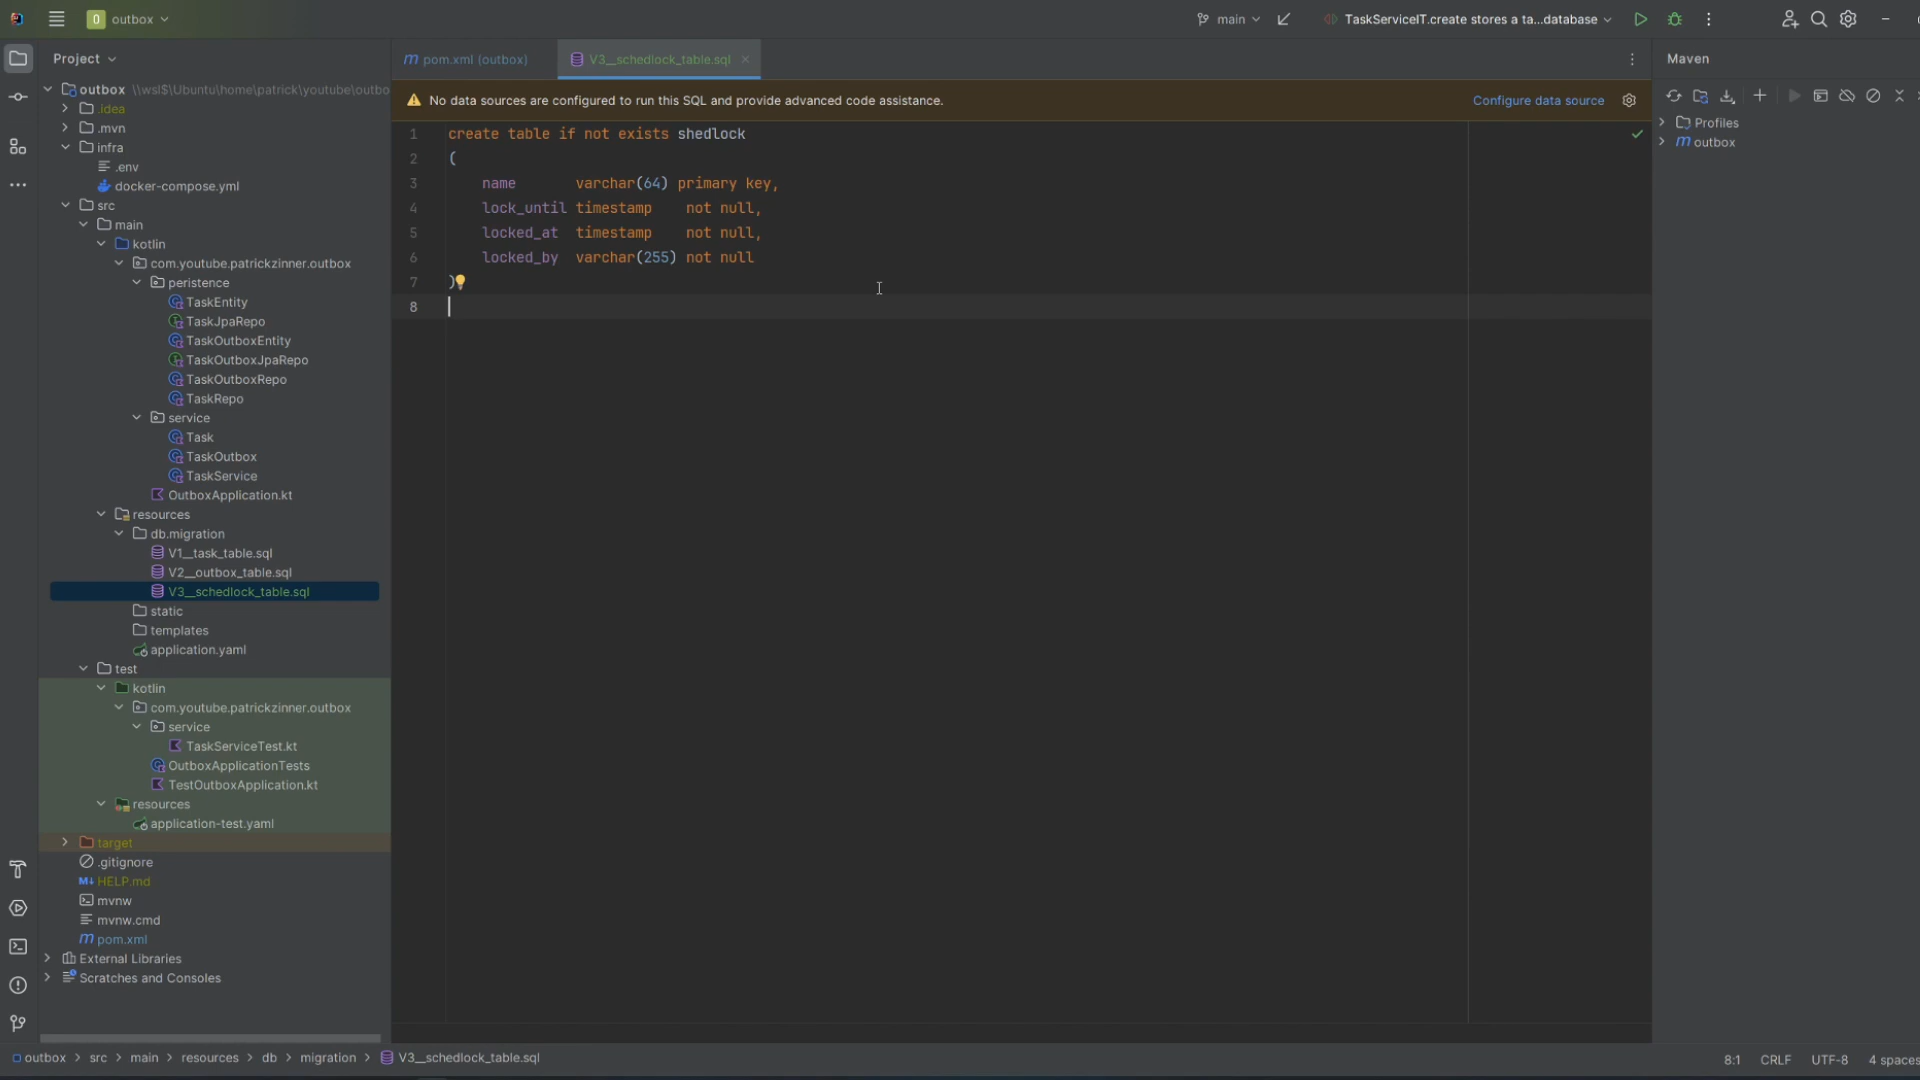 O outbox
main
TaskServiceIT.create stores a ta...database
Project
pom.xml (outbox)
V3__schedlock_table.sql
Maven
No data sources are configured to run this SQL and provide advanced code assistance.
Configure data source
outbox \\wsl$\Ubuntu\home\patrick\youtube\outbo
.idea
.mvn
infra
.env
docker-compose.yml
src
main
kotlin
com.youtube.patrickzinner.outbox
peristence
TaskEntity
TaskJpaRepo
TaskOutboxEntity
TaskOutboxJpaRepo
TaskOutboxRepo
TaskRepo
service
Task
TaskOutbox
TaskService
OutboxApplication.kt
resources
db.migration
V1__task_table.sql
V2__outbox_table.sql
V3__schedlock_table.sql
static
templates
application.yaml
test
kotlin
com.youtube.patrickzinner.outbox
service
TaskServiceTest.kt
OutboxApplicationTests
TestOutboxApplication.kt
resources
application-test.yaml
target
.gitignore
M↓ HELP.md
mvnw
mvnw.cmd
pom.xml
External Libraries
Scratches and Consoles
1 create table if not exists shedlock
2 (
3 name varchar(64) primary key,
4 lock_until timestamp not null,
5 locked_at timestamp not null,
6 locked_by varchar(255) not null
7 )
8
Profiles
outbox
outbox > src > main > resources > db > migration > V3__schedlock_table.sql
8:1 CRLF UTF-8 4 spaces